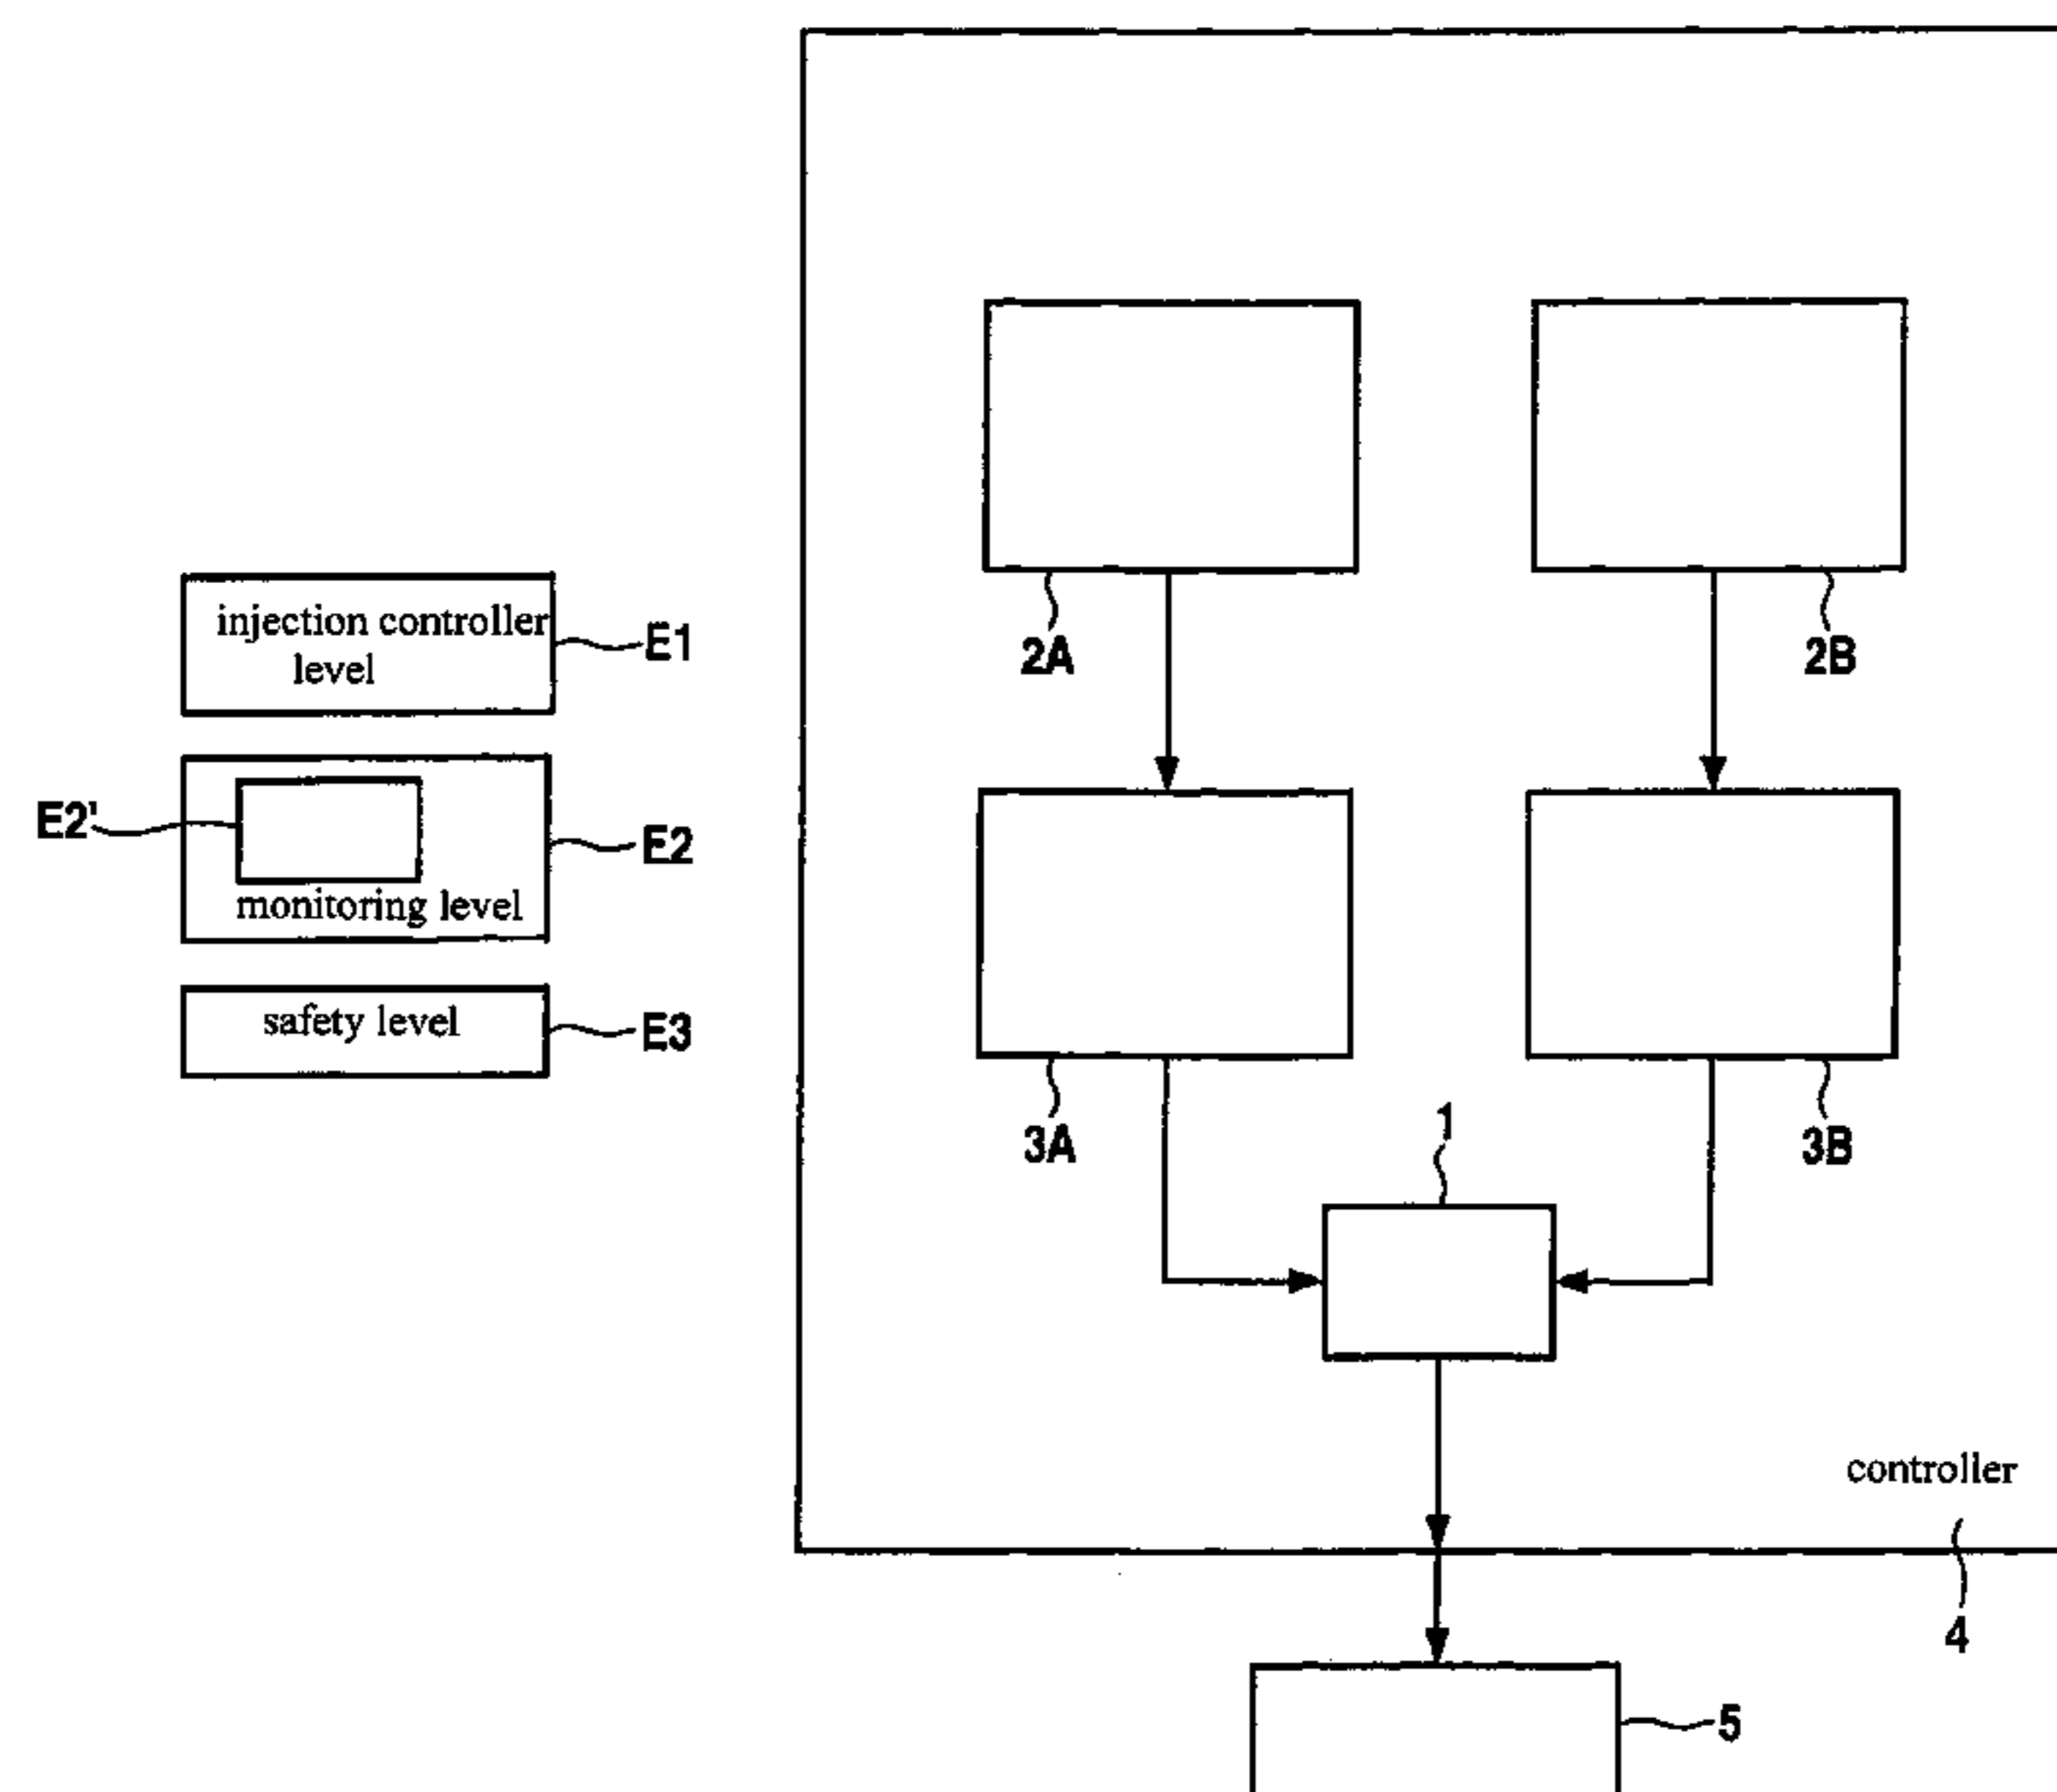 injection controller
level
E1
E2'
E2
monitoring level
safety level
E3
2A
2B
3A
3B
1
controller
4
5